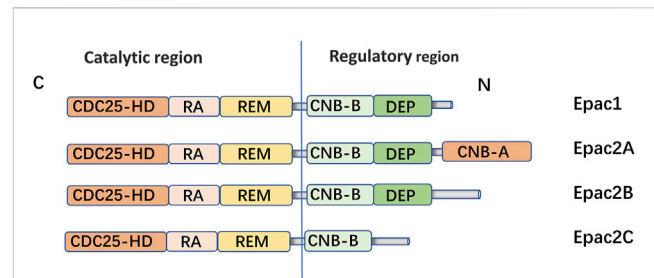 Catalytic region Regulatory region
C N
CDC25-HD RA REM CNB-B DEP Epac1
CDC25-HD RA REM CNB-B DEP CNB-A Epac2A
CDC25-HD RA REM CNB-B DEP Epac2B
CDC25-HD RA REM CNB-B Epac2C